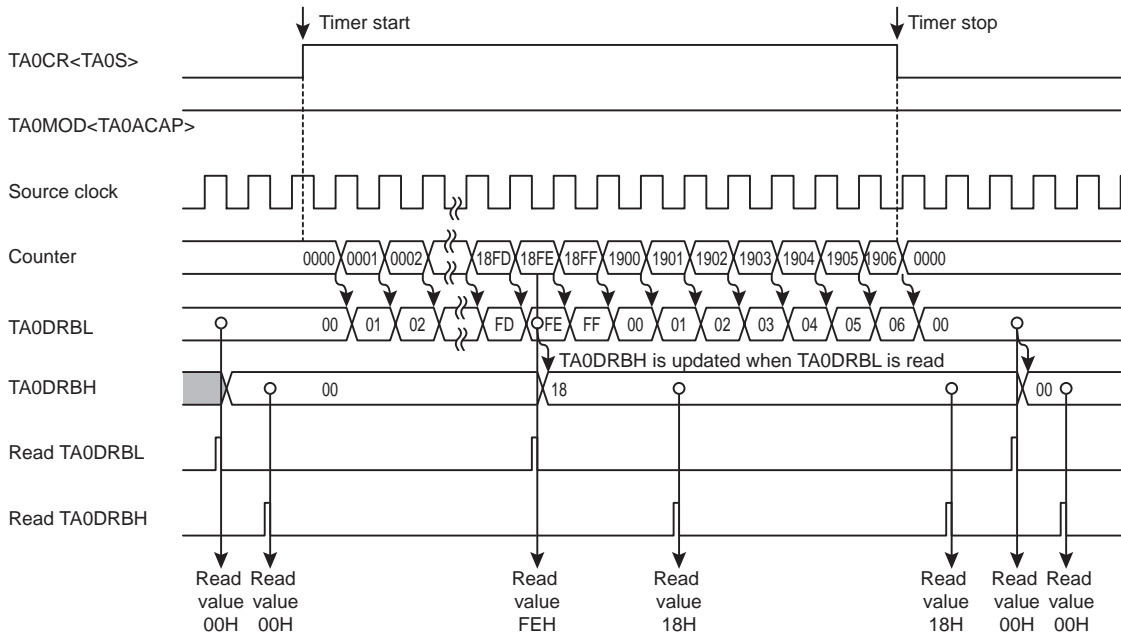 Timer start
Timer stop
TA0CR<TA0S>
TA0MOD<TA0ACAP>
Source clock
Counter
0000 0001 0002 18FD 18FE 18FF 1900 1901 1902 1903 1904 1905 1906 0000
TA0DRBL
00 01 02 FD FE FF 00 01 02 03 04 05 06 00
TA0DRBH is updated when TA0DRBL is read
TA0DRBH
00 18 00
Read TA0DRBL
Read TA0DRBH
Read value 00H
Read value 00H
Read value FEH
Read value 18H
Read value 18H
Read value 00H
Read value 00H